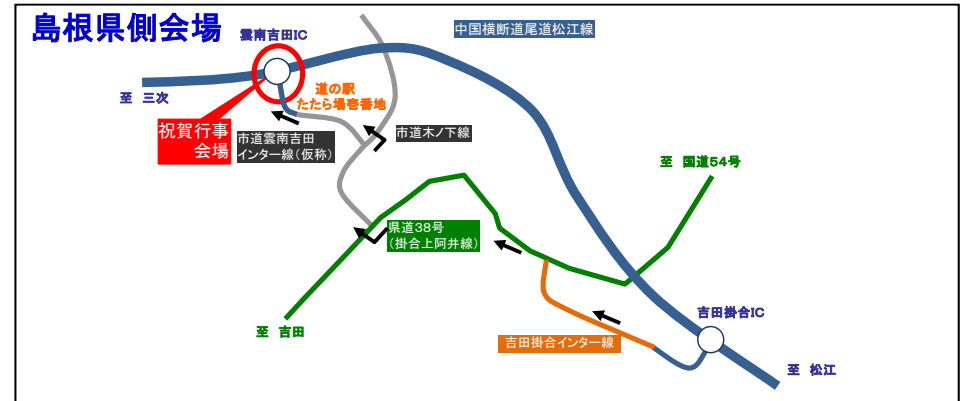 島根県側会場
雲南吉田IC
中国横断道尾道松江線
至 三次
道の駅
たたら場壱番地
祝賀行事
会場
市道雲南吉田
インター線(仮称)
市道木ノ下線
至 国道54号
県道38号
(掛合上阿井線)
吉田掛合IC
至 吉田
吉田掛合インター線
至 松江